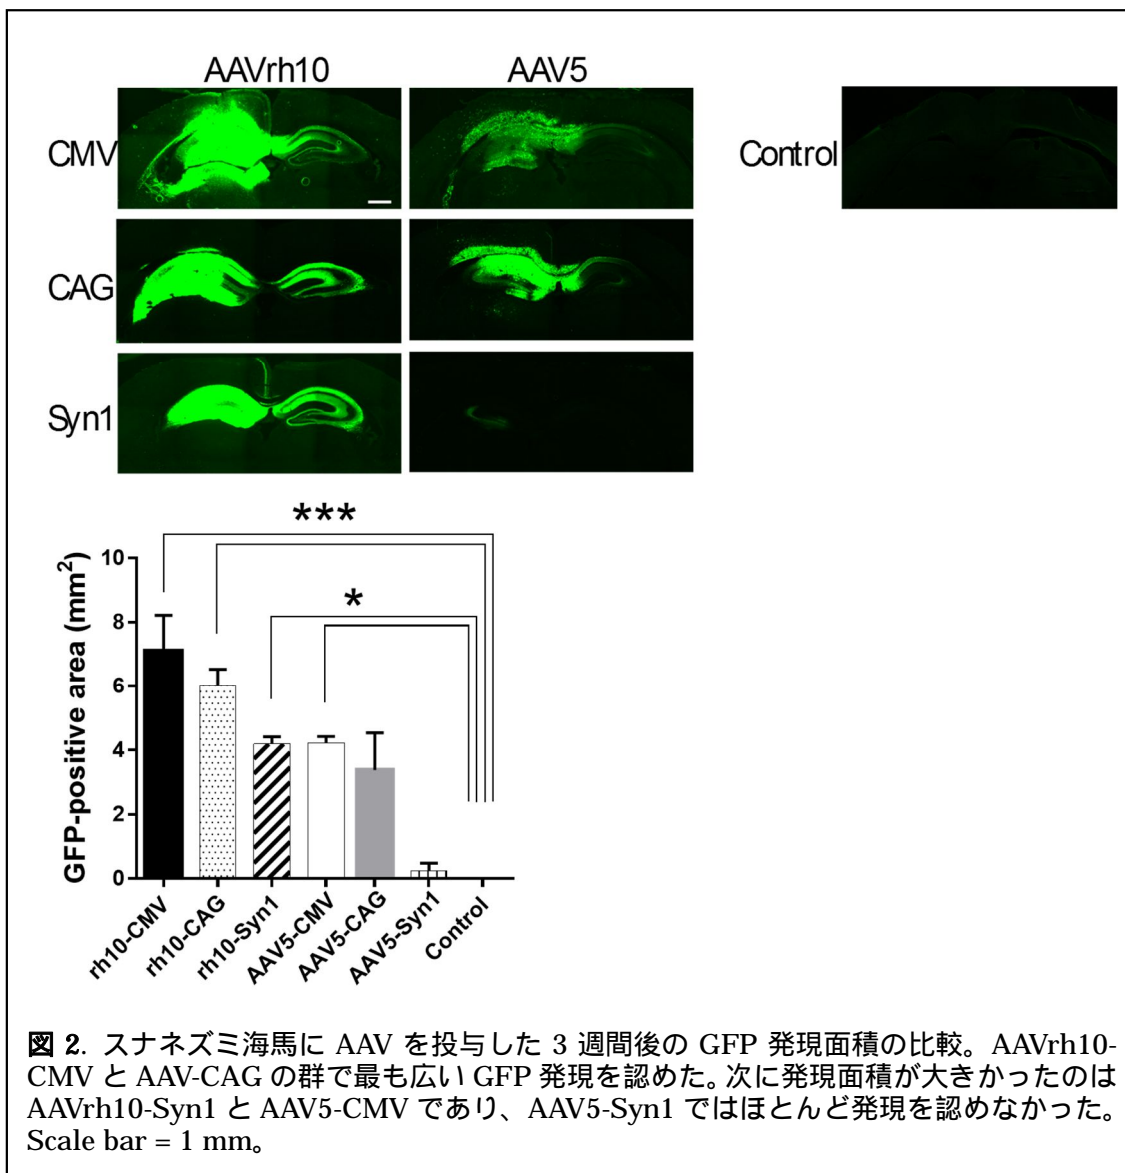 AAVrh10 AAV5
CMV
Control
CAG
Syn1
***
*
GFP-positive area (mm2)
10
8
6
4
2
0
rh10-CMV
rh10-CAG
rh10-Syn1
AAV5-CMV
AAV5-CAG
AAV5-Syn1
Control
図 2. スナネズミ海馬に AAV を投与した 3 週間後の GFP 発現面積の比較。AAVrh10-
CMV と AAV-CAG の群で最も広い GFP 発現を認めた。次に発現面積が大きかったのは
AAVrh10-Syn1 と AAV5-CMV であり、AAV5-Syn1 ではほとんど発現を認めなかった。
Scale bar = 1 mm。